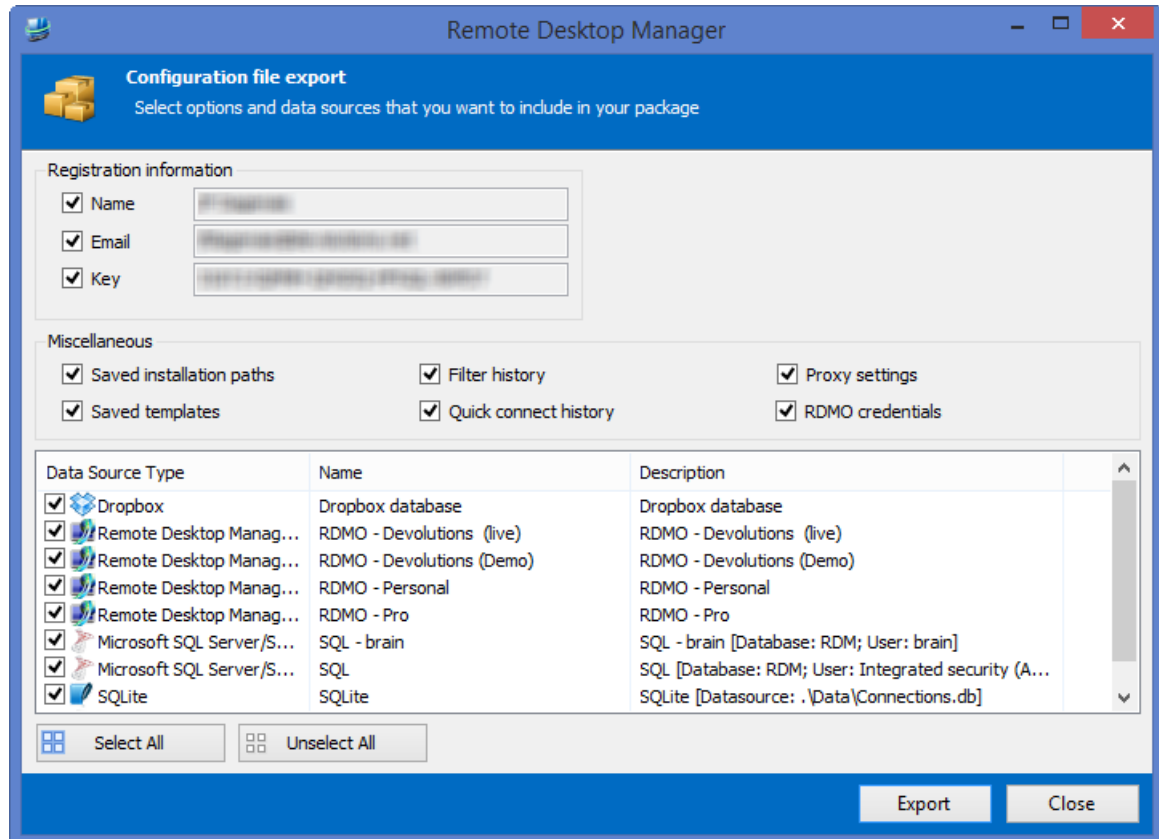 Remote Desktop Manager
Configuration file export
Select options and data sources that you want to include in your package
Registration information
Name
Email
Key
Miscellaneous
Saved installation paths Filter history Proxy settings
Saved templates Quick connect history RDMO credentials
Data Source Type Name Description
Dropbox Dropbox database Dropbox database
Remote Desktop Manag... RDMO - Devolutions (live) RDMO - Devolutions (live)
Remote Desktop Manag... RDMO - Devolutions (Demo) RDMO - Devolutions (Demo)
Remote Desktop Manag... RDMO - Personal RDMO - Personal
Remote Desktop Manag... RDMO - Pro RDMO - Pro
Microsoft SQL Server/S... SQL - brain SQL - brain [Database: RDM; User: brain]
Microsoft SQL Server/S... SQL SQL [Database: RDM; User: Integrated security (A...
SQLite SQLite SQLite [Datasource: .\Data\Connections.db]
Select All Unselect All
Export Close